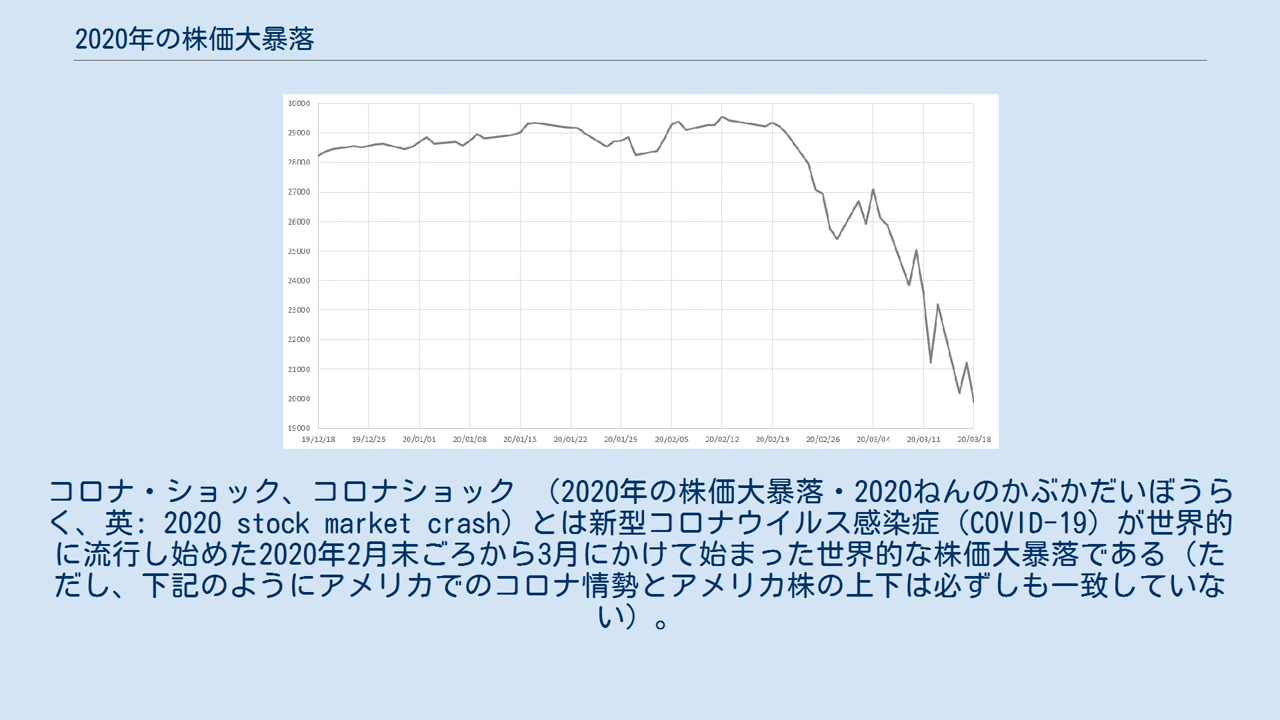 2020年の株価大暴落
30000
29000
28000
27000
26000
25000
24000
23000
22000
21000
20000
19000
19/12/18 19/12/25 20/01/01 20/01/08 20/01/15 20/01/22 20/01/29 20/02/05 20/02/12 20/02/19 20/02/26 20/03/04 20/03/11 20/03/18
コロナ・ショック、コロナショック （2020年の株価大暴落・2020ねんのかぶかだいぼうら
く、英: 2020 stock market crash）とは新型コロナウイルス感染症（COVID-19）が世界的
に流行し始めた2020年2月末ごろから3月にかけて始まった世界的な株価大暴落である（た
だし、下記のようにアメリカでのコロナ情勢とアメリカ株の上下は必ずしも一致していな
い）。